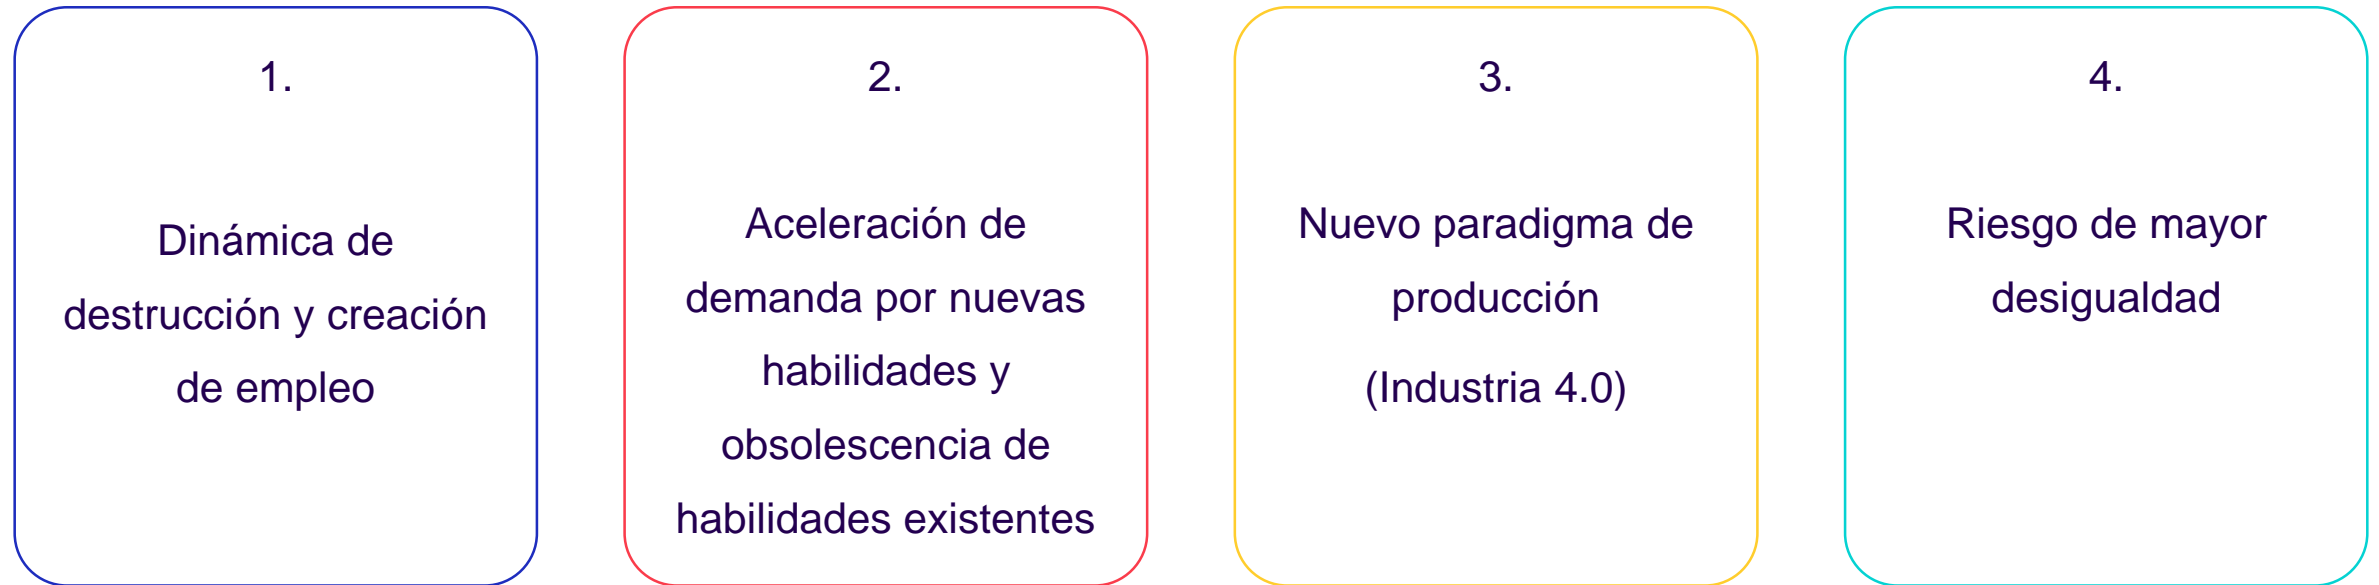 1.
Dinámica de
destrucción y creación
de empleo
2.
Aceleración de
demanda por nuevas
habilidades y
obsolescencia de
habilidades existentes
3.
Nuevo paradigma de
producción
(Industria 4.0)
4.
Riesgo de mayor
desigualdad